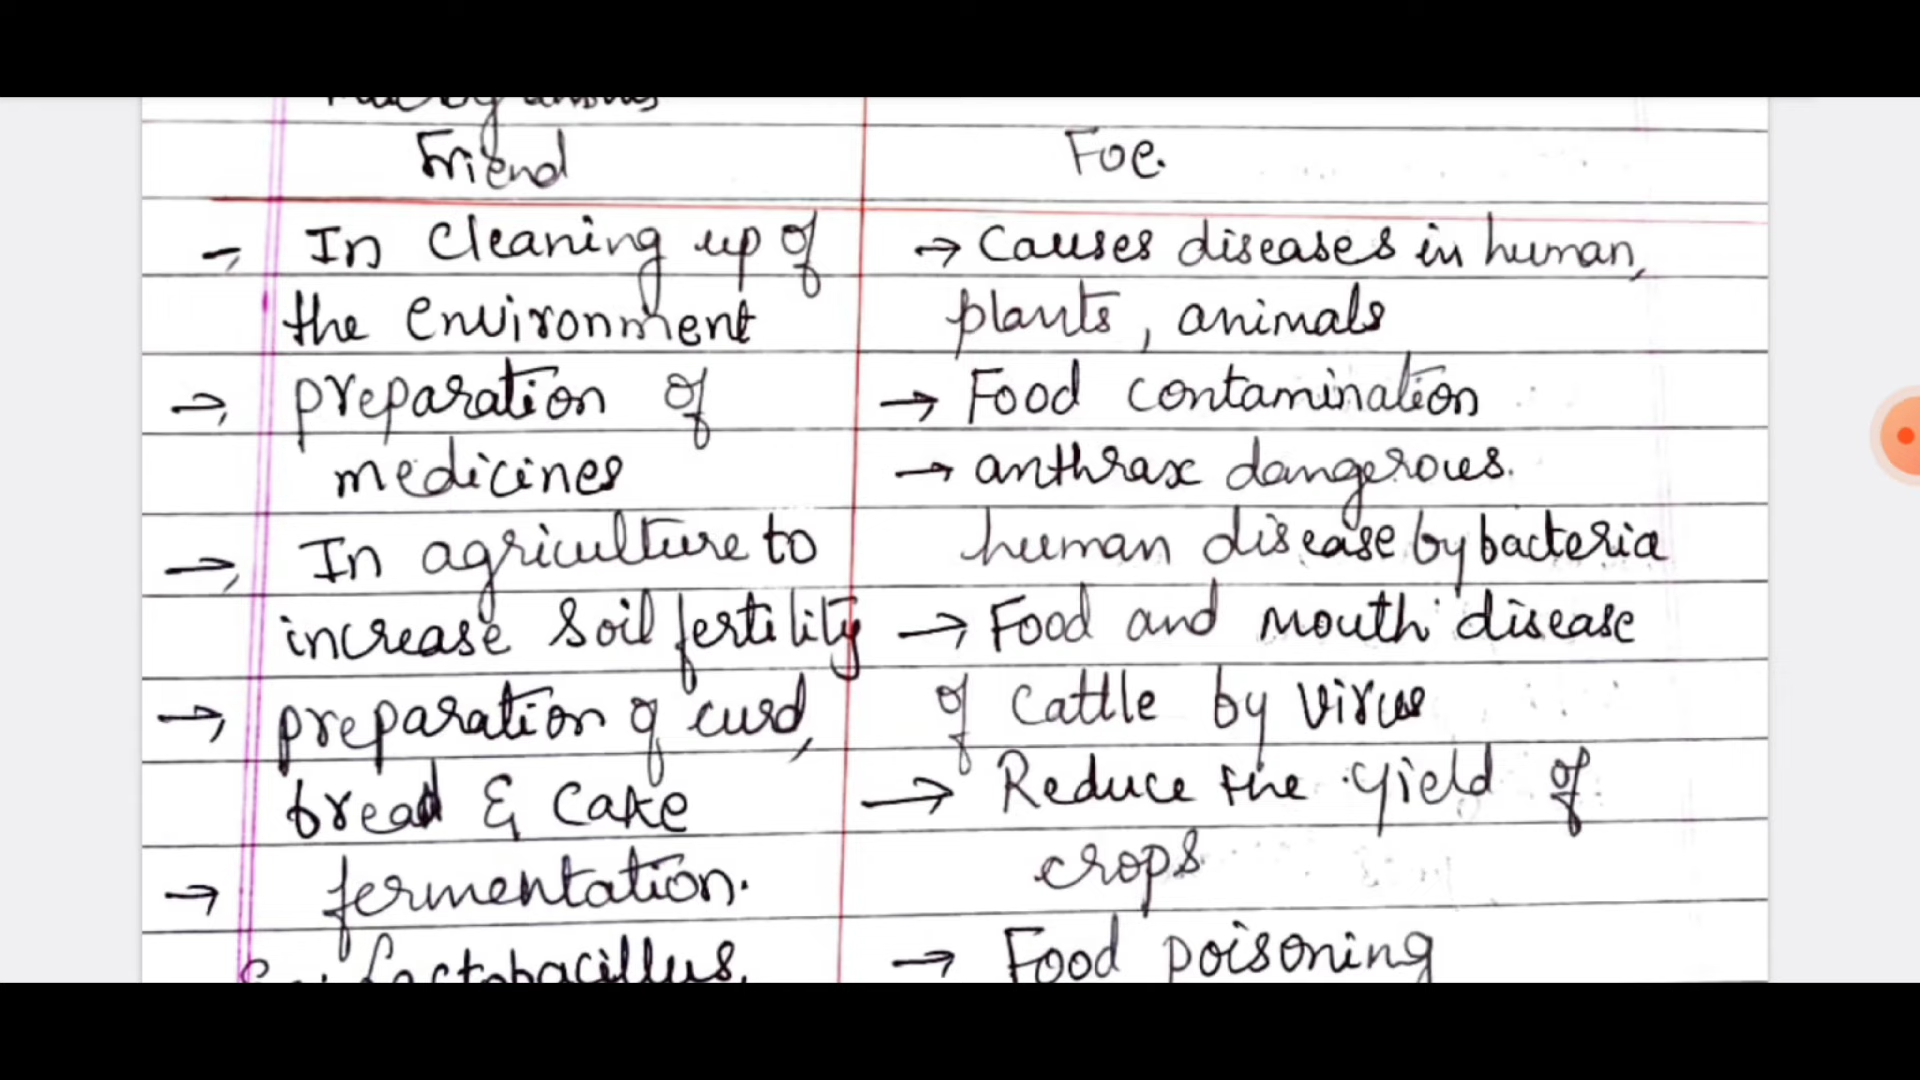 Friend
Foe.
In cleaning up of
the environment
→ preparation of
medicines
→ In agriculture to
increase soil fertility
→ preparation of curd,
bread & cake
→ fermentation.
Lactobacillus,
→ Causes diseases in human,
plants, animals
→ Food contamination
→ anthrax dangerous.
human disease by bacteria
→ Food and mouth disease
of cattle by virus
→ Reduce the yield of
crops
→ Food poisoning